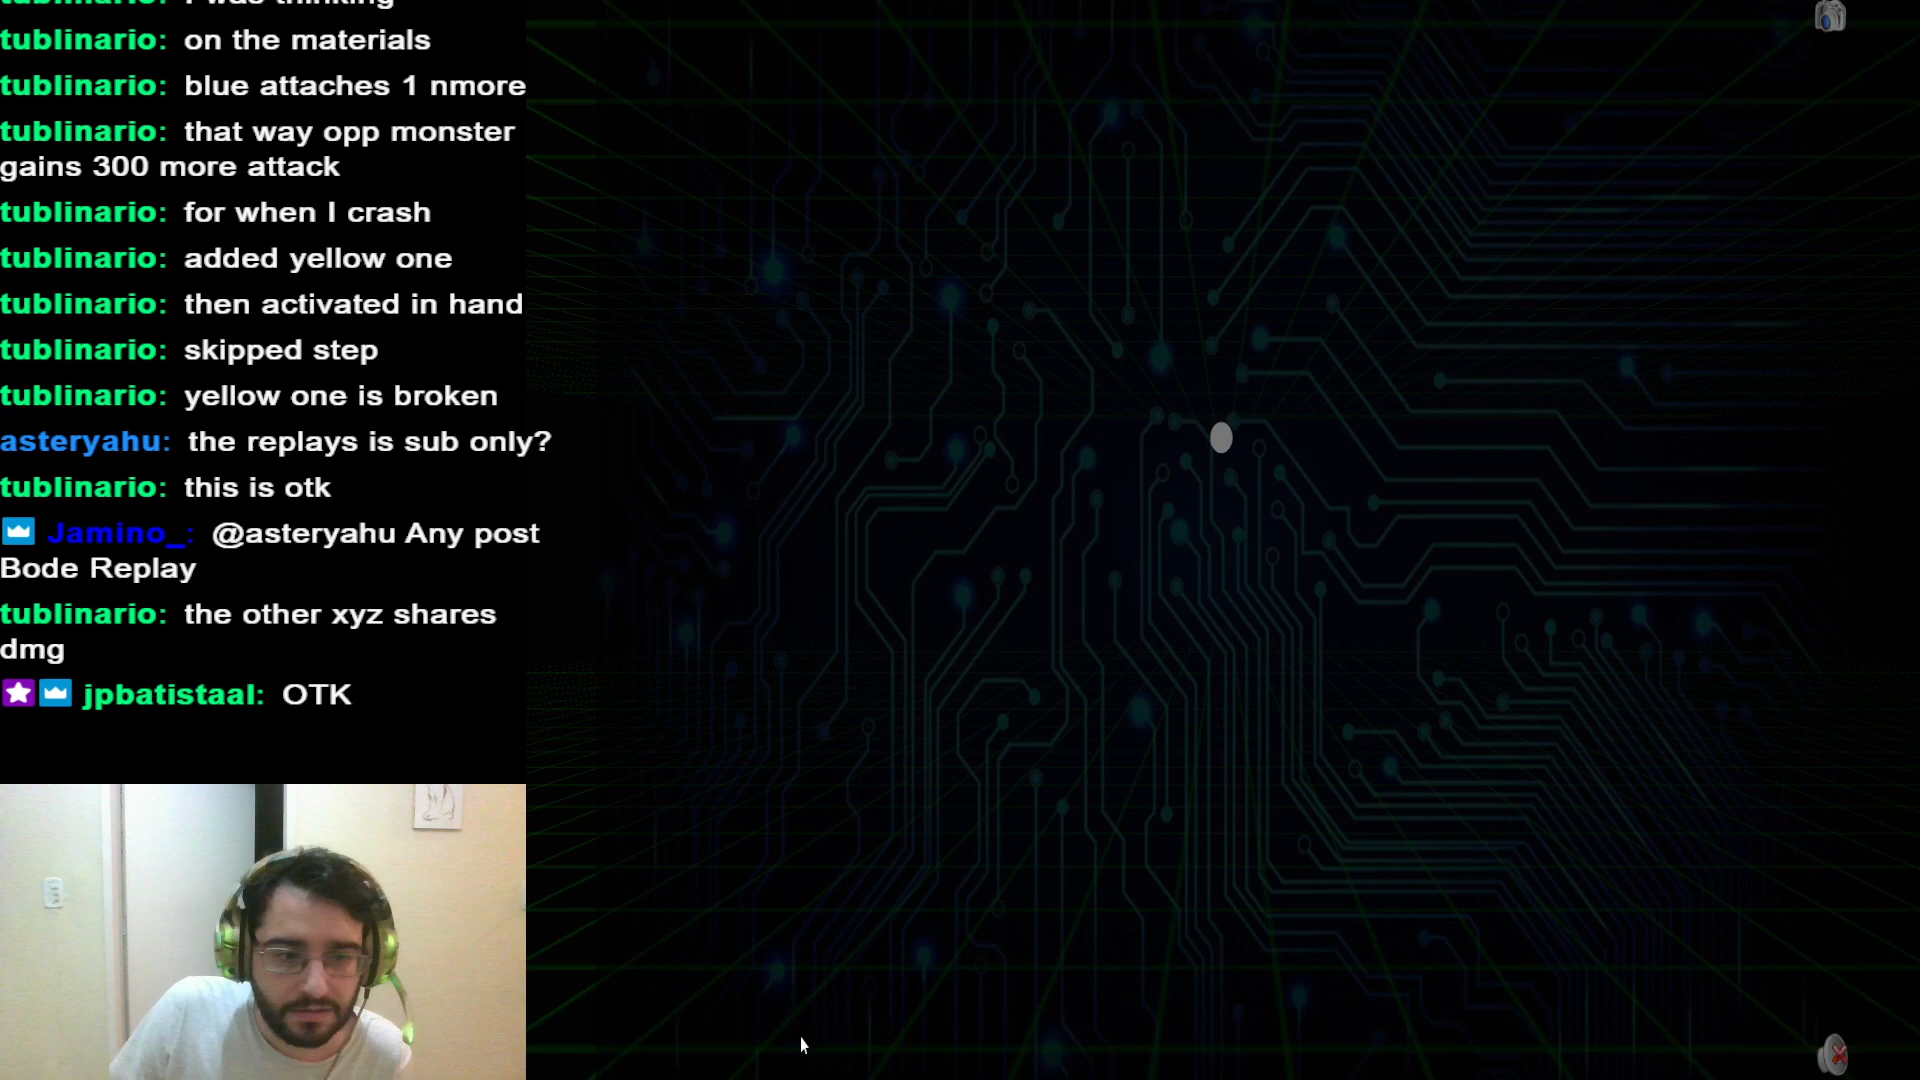 tublinario: I was thinking
tublinario: on the materials
tublinario: blue attaches 1 nmore
tublinario: that way opp monster
gains 300 more attack
tublinario: for when I crash
tublinario: added yellow one
tublinario: then activated in hand
tublinario: skipped step
tublinario: yellow one is broken
asteryahu: the replays is sub only?
tublinario: this is otk
Jamino_: @asteryahu Any post
Bode Replay
tublinario: the other xyz shares
dmg
jpbatistaal: OTK